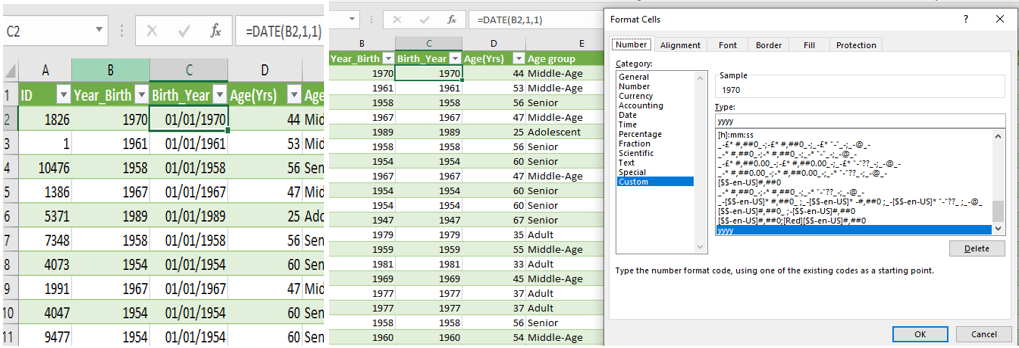 C2 fx =DATE(B2,1,1)
A B C D
1 ID Year_Birth Birth_Year Age(Yrs) Age
2 1826 1970 01/01/1970 44 Mid
3 1 1961 01/01/1961 53 Mid
4 10476 1958 01/01/1958 56 Sen
5 1386 1967 01/01/1967 47 Mid
6 5371 1989 01/01/1989 25 Ado
7 7348 1958 01/01/1958 56 Sen
8 4073 1954 01/01/1954 60 Sen
9 1991 1967 01/01/1967 47 Mid
10 4047 1954 01/01/1954 60 Sen
11 9477 1954 01/01/1954 60 Sen
fx =DATE(B2,1,1)
B C D E
Year_Birth Birth_Year Age(Yrs) Age group
1970 1970 44 Middle-Age
1961 1961 53 Middle-Age
1958 1958 56 Senior
1967 1967 47 Middle-Age
1989 1989 25 Adolescent
1958 1958 56 Senior
1954 1954 60 Senior
1967 1967 47 Middle-Age
1954 1954 60 Senior
1954 1954 60 Senior
1947 1947 67 Senior
1979 1979 35 Adult
1959 1959 55 Middle-Age
1981 1981 33 Adult
1969 1969 45 Middle-Age
1977 1977 37 Adult
1977 1977 37 Adult
1958 1958 56 Senior
1960 1960 54 Middle-Age
Format Cells
Number Alignment Font Border Fill Protection
Category:
General
Number
Currency
Accounting
Date
Time
Percentage
Fraction
Scientific
Text
Special
Custom
Sample
1970
Type:
yyyy
[h]:mm:ss
_-£* #,##0_-;-£* #,##0_-;_-£* "-"_-;_-@_-
_-* #,##0_-;-* #,##0_-;_-* "-"_-;_-@_-
_-£* #,##0.00_-;-£* #,##0.00_-;_-£* "-"??_-;_-@_-
_-* #,##0.00_-;-* #,##0.00_-;_-* "-"??_-;_-@_-
[$$-en-US]#,##0
_-* #,##0_-;-* #,##0_-;_-* "-"??_-;_-@_-
_-[$$-en-US]* #,##0_ ;_-[$$-en-US]* -#,##0 ;_-[$$-en-US]* "-"??_ ;_-@_
[$$-en-US]#,##0_ ;-[$$-en-US]#,##0
[$$-en-US]#,##0;[Red][$$-en-US]#,##0
yyyy
Delete
Type the number format code, using one of the existing codes as a starting point.
OK Cancel